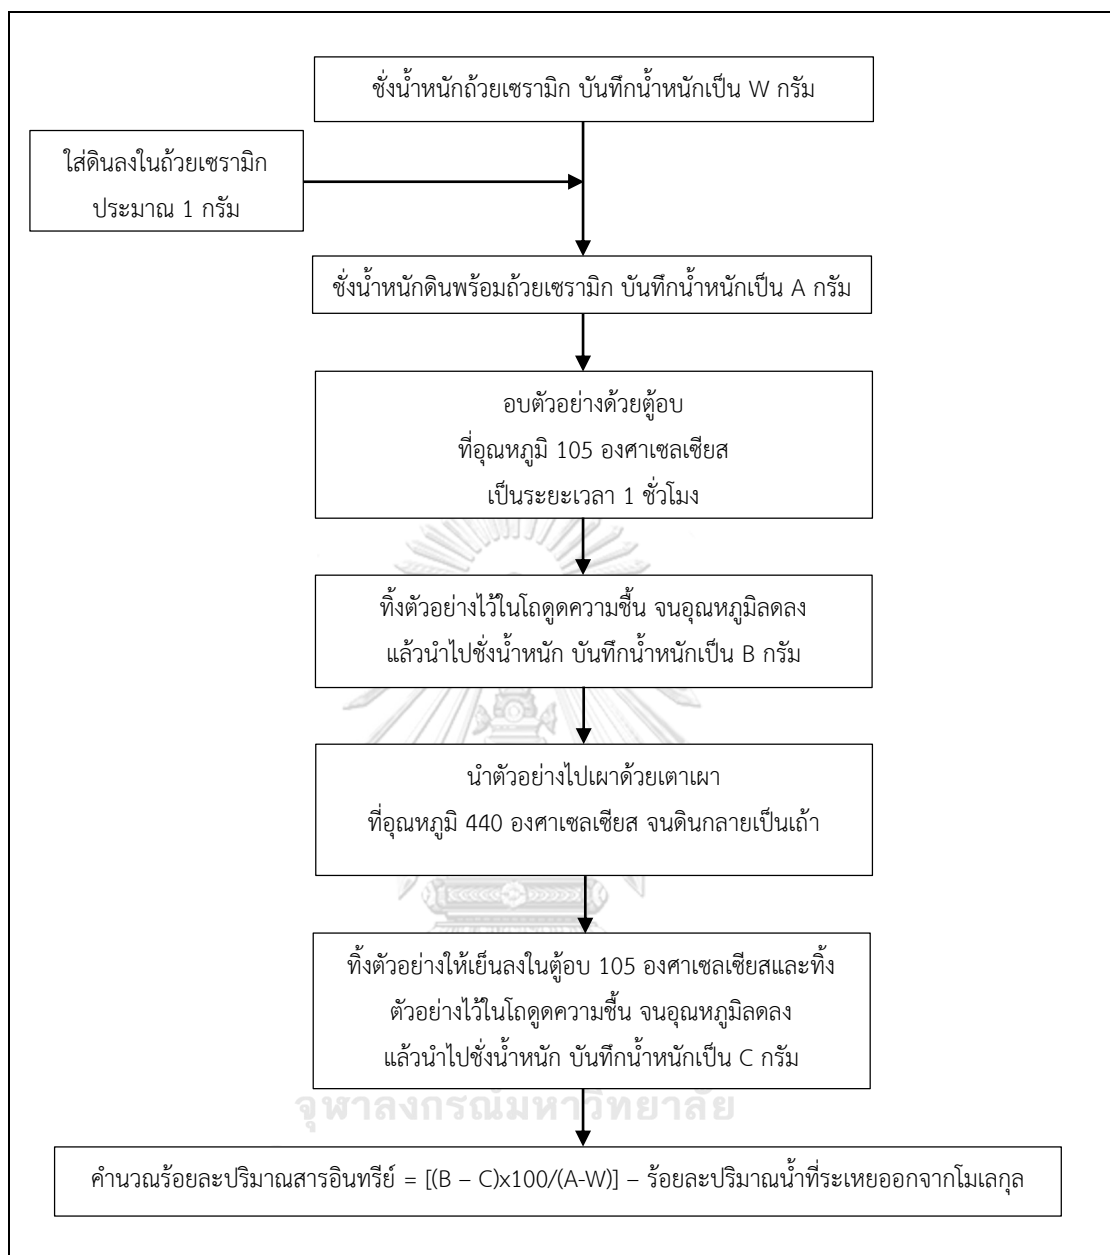 ชั่งน้ำหนักถ้วยเซรามิก บันทึกน้ำหนักเป็น W กรัม
ใส่ดินลงในถ้วยเซรามิก
ประมาณ 1 กรัม
ชั่งน้ำหนักดินพร้อมถ้วยเซรามิก บันทึกน้ำหนักเป็น A กรัม
อบตัวอย่างด้วยตู้อบ
ที่อุณหภูมิ 105 องศาเซลเซียส
เป็นระยะเวลา 1 ชั่วโมง
ทิ้งตัวอย่างไว้ในโถดูดความชื้น จนอุณหภูมิลดลง
แล้วนำไปชั่งน้ำหนัก บันทึกน้ำหนักเป็น B กรัม
นำตัวอย่างไปเผาด้วยเตาเผา
ที่อุณหภูมิ 440 องศาเซลเซียส จนดินกลายเป็นเถ้า
ทิ้งตัวอย่างให้เย็นลงในตู้อบ 105 องศาเซลเซียสและทิ้ง
ตัวอย่างไว้ในโถดูดความชื้น จนอุณหภูมิลดลง
แล้วนำไปชั่งน้ำหนัก บันทึกน้ำหนักเป็น C กรัม
จุฬาลงกรณ์มหาวิทยาลัย
คำนวณร้อยละปริมาณสารอินทรีย์ = [(B – C)x100/(A-W)] – ร้อยละปริมาณน้ำที่ระเหยออกจากโมเลกุล